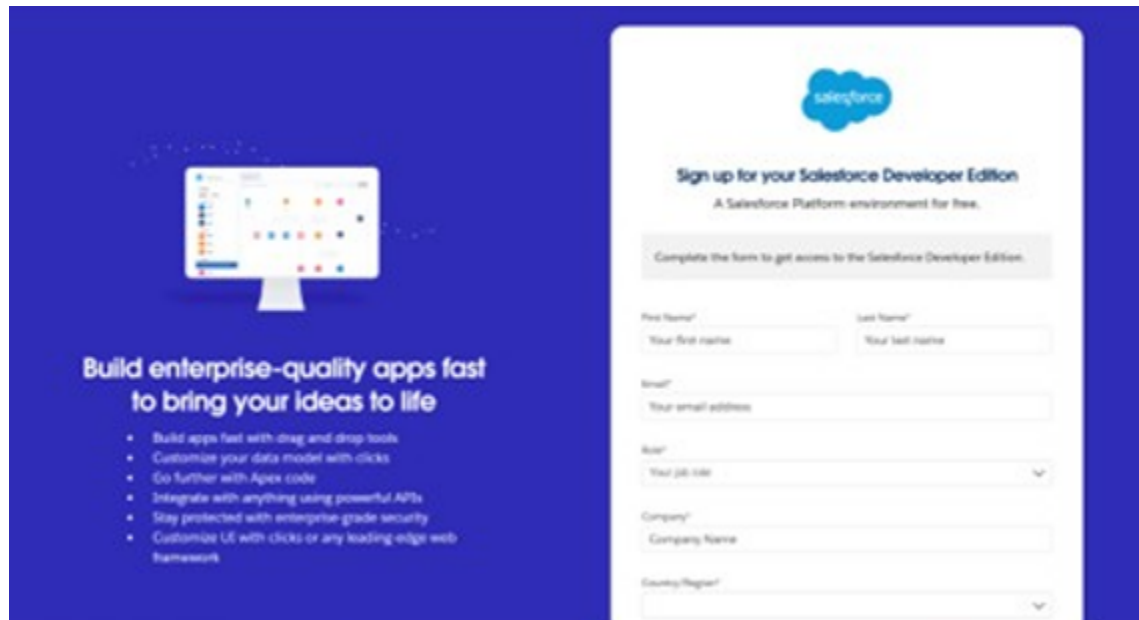 Build enterprise-quality apps fast
to bring your ideas to life
• Build apps fast with drag and drop tools
• Customize your data model with clicks
• Go further with Apex code
• Integrate with anything using powerful APIs
• Stay protected with enterprise grade security
• Customize UI with clicks or any leading-edge web
framework
salesforce
Sign up for your Salesforce Developer Edition
A Salesforce Platform environment for free.
Complete the form to get access to the Salesforce Developer Edition.
First Name* Last Name*
Your first name Your last name
Email*
Your email address
Role*
Your job role
Company*
Company Name
Country/Region*